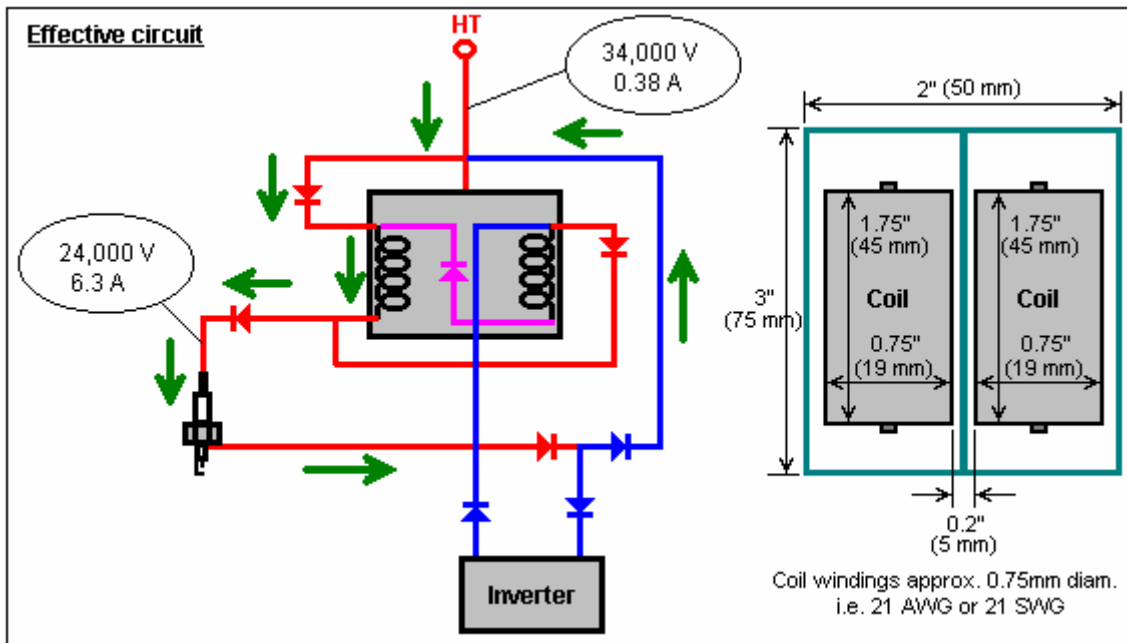 Effective circuit
HT
34,000 V
0.38 A
24,000 V
6.3 A
Inverter
2" (50 mm)
3"
(75 mm)
1.75"
(45 mm)
Coil
0.75"
(19 mm)
1.75"
(45 mm)
Coil
0.75"
(19 mm)
0.2"
(5 mm)
Coil windings approx. 0.75mm diam.
i.e. 21 AWG or 21 SWG